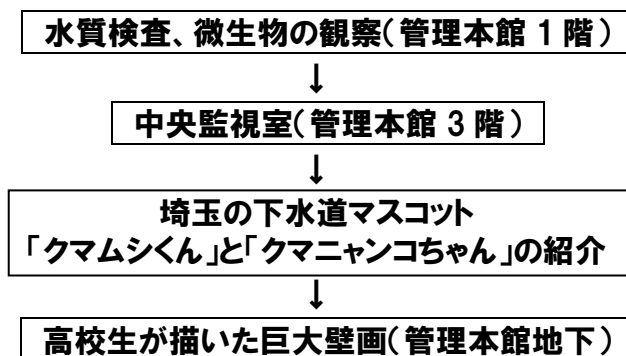 水質検査、微生物の観察(管理本館 1 階)
↓
中央監視室(管理本館 3 階)
↓
埼玉の下水道マスコット
「クマムシくん」と「クマニャンコちゃん」の紹介
↓
高校生が描いた巨大壁画(管理本館地下)